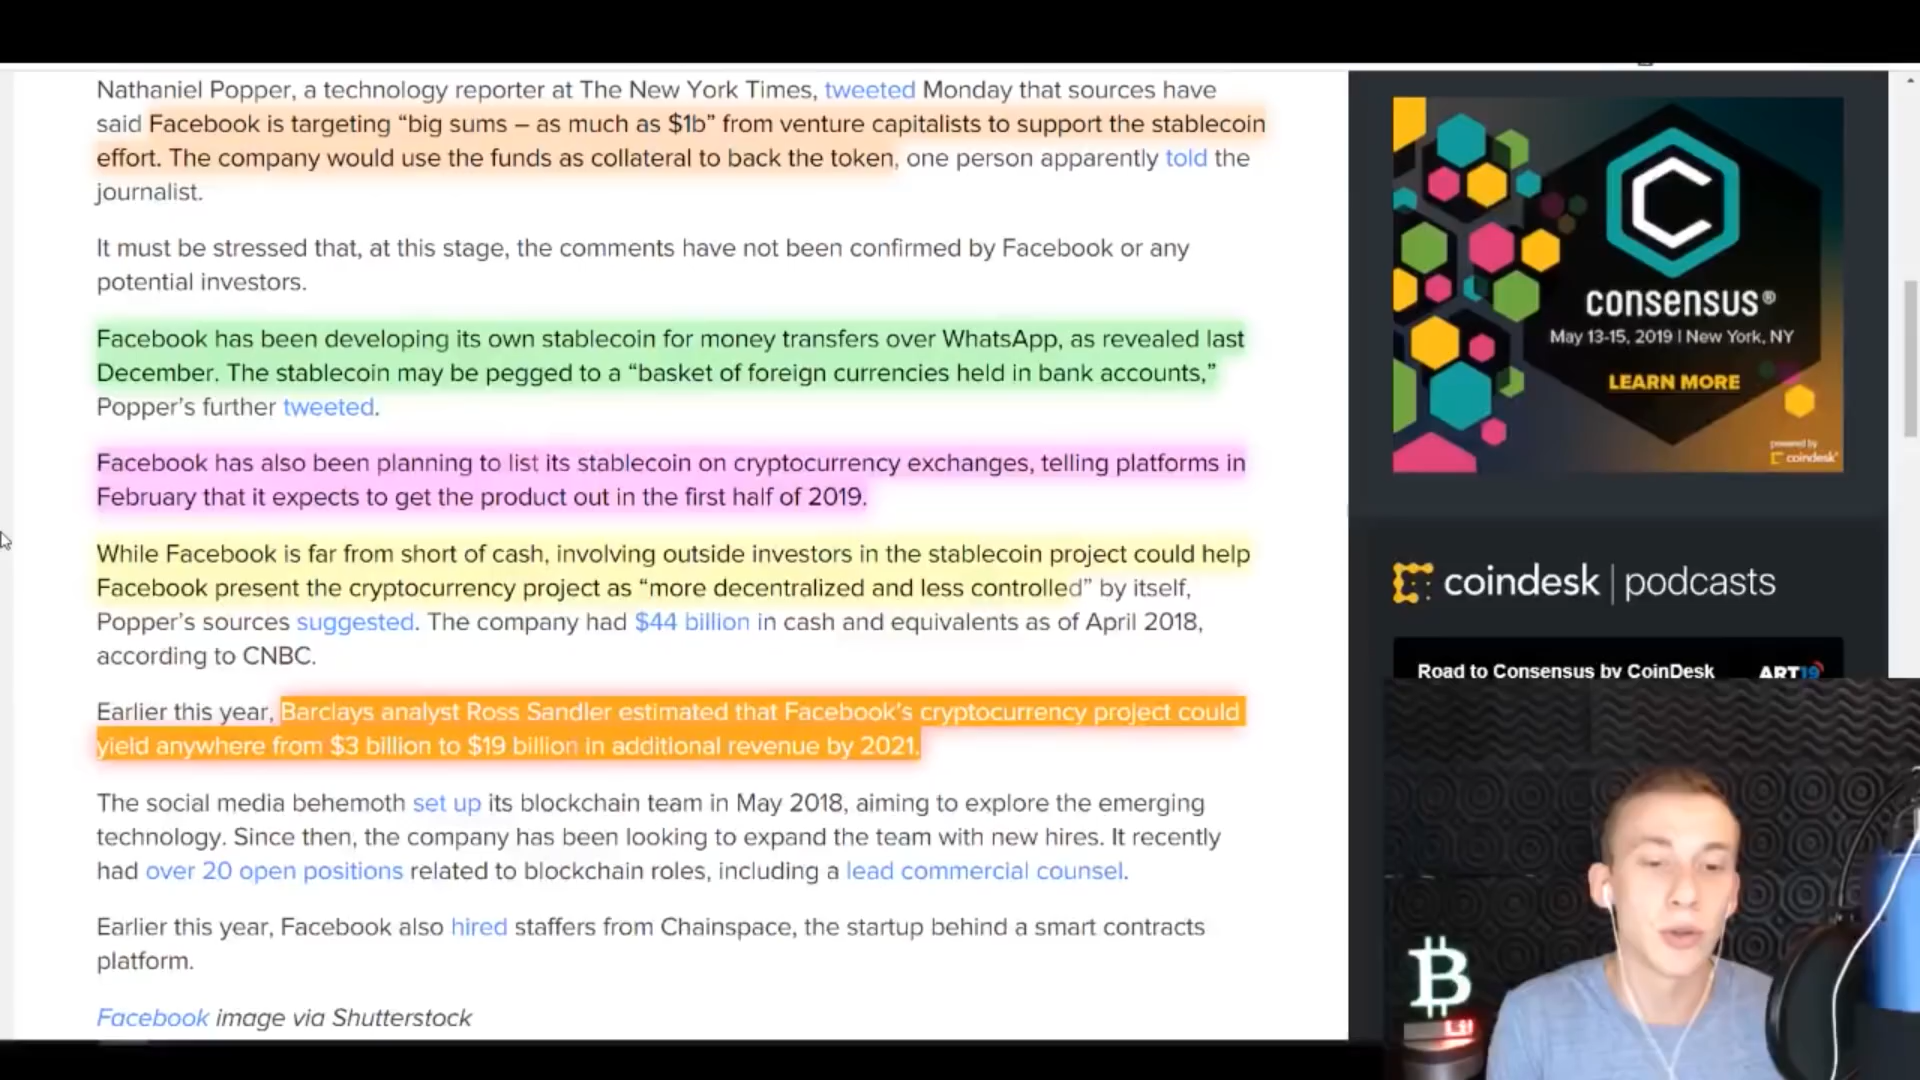 Nathaniel Popper, a technology reporter at The New York Times, tweeted Monday that sources have
said Facebook is targeting “big sums – as much as $1b” from venture capitalists to support the stablecoin
effort. The company would use the funds as collateral to back the token, one person apparently told the
journalist.
It must be stressed that, at this stage, the comments have not been confirmed by Facebook or any
potential investors.
Facebook has been developing its own stablecoin for money transfers over WhatsApp, as revealed last
December. The stablecoin may be pegged to a “basket of foreign currencies held in bank accounts,”
Popper’s further tweeted.
Facebook has also been planning to list its stablecoin on cryptocurrency exchanges, telling platforms in
February that it expects to get the product out in the first half of 2019.
While Facebook is far from short of cash, involving outside investors in the stablecoin project could help
Facebook present the cryptocurrency project as “more decentralized and less controlled” by itself,
Popper’s sources suggested. The company had $44 billion in cash and equivalents as of April 2018,
according to CNBC.
Earlier this year, Barclays analyst Ross Sandler estimated that Facebook’s cryptocurrency project could
yield anywhere from $3 billion to $19 billion in additional revenue by 2021.
The social media behemoth set up its blockchain team in May 2018, aiming to explore the emerging
technology. Since then, the company has been looking to expand the team with new hires. It recently
had over 20 open positions related to blockchain roles, including a lead commercial counsel.
Earlier this year, Facebook also hired staffers from Chainspace, the startup behind a smart contracts
platform.
Facebook image via Shutterstock
consensus®
May 13-15, 2019 | New York, NY
LEARN MORE
powered by
coindesk
coindesk | podcasts
Road to Consensus by CoinDesk
ART19